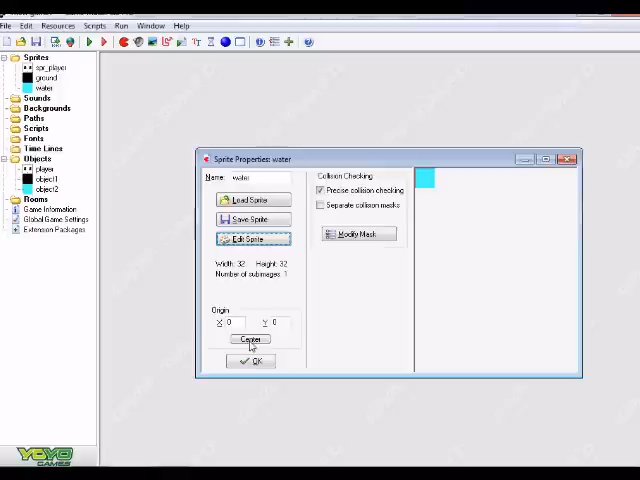 File Edit Resources Scripts Run Window Help
Sprites
spr_player
ground
water
Sounds
Backgrounds
Paths
Scripts
Fonts
Time Lines
Objects
player
object1
object2
Rooms
Game Information
Global Game Settings
Extension Packages
YOYO
GAMES
Sprite Properties: water
Name: water
Load Sprite
Save Sprite
Edit Sprite
Width: 32 Height: 32
Number of subimages: 1
Origin
X 0 Y 0
Center
OK
Collision Checking
Precise collision checking
Separate collision masks
Modify Mask